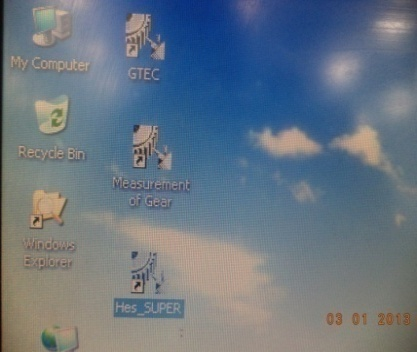 My Computer
GTEC
Recycle Bin
Measurement
of Gear
Windows
Explorer
Hes_SUPER
03 01 2013